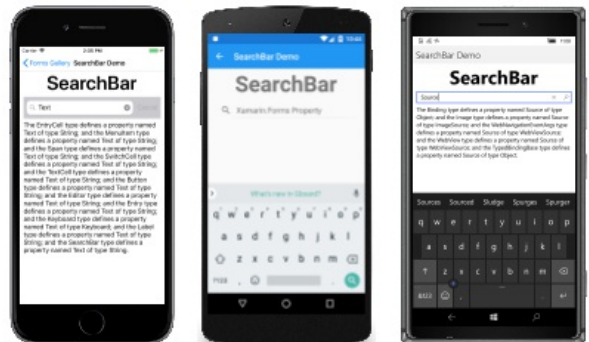 Carrier 2:35 PM
Forms Gallery SearchBar Demo
SearchBar
Text
The EntryCell type defines a property named
Text of type String; and the MenuItem type
defines a property named Text of type String;
and the Span type defines a property named
Text of type String; and the SwitchCell type
defines a property named Text of type String;
and the TextCell type defines a property
named Text of type String; and the Button
type defines a property named Text of type
String; and the Editor type defines a property
named Text of type String; and the Entry type
defines a property named Text of type String;
and the Keyboard type defines a property
named Text of type Keyboard; and the Label
type defines a property named Text of type
String; and the SearchBar type defines a
property named Text of type String.
SearchBar Demo
SearchBar
Xamarin.Forms Property
What's new in Gboard?
q w e r t y u i o p
a s d f g h j k l
z x c v b n m
?123
SearchBar Demo
SearchBar
Source
The Binding type defines a property named Source of type
Object; and the Image type defines a property named Source
of type ImageSource; and the WebNavigationEventArgs type
defines a property named Source of type WebViewSource;
and the WebView type defines a property named Source of
type WebViewSource; and the TypedBindingBase type defines
a property named Source of type Object.
Sources Sourced Sludge Spurges Spurger
q w e r t y u i o p
a s d f g h j k l
z x c v b n m
&123